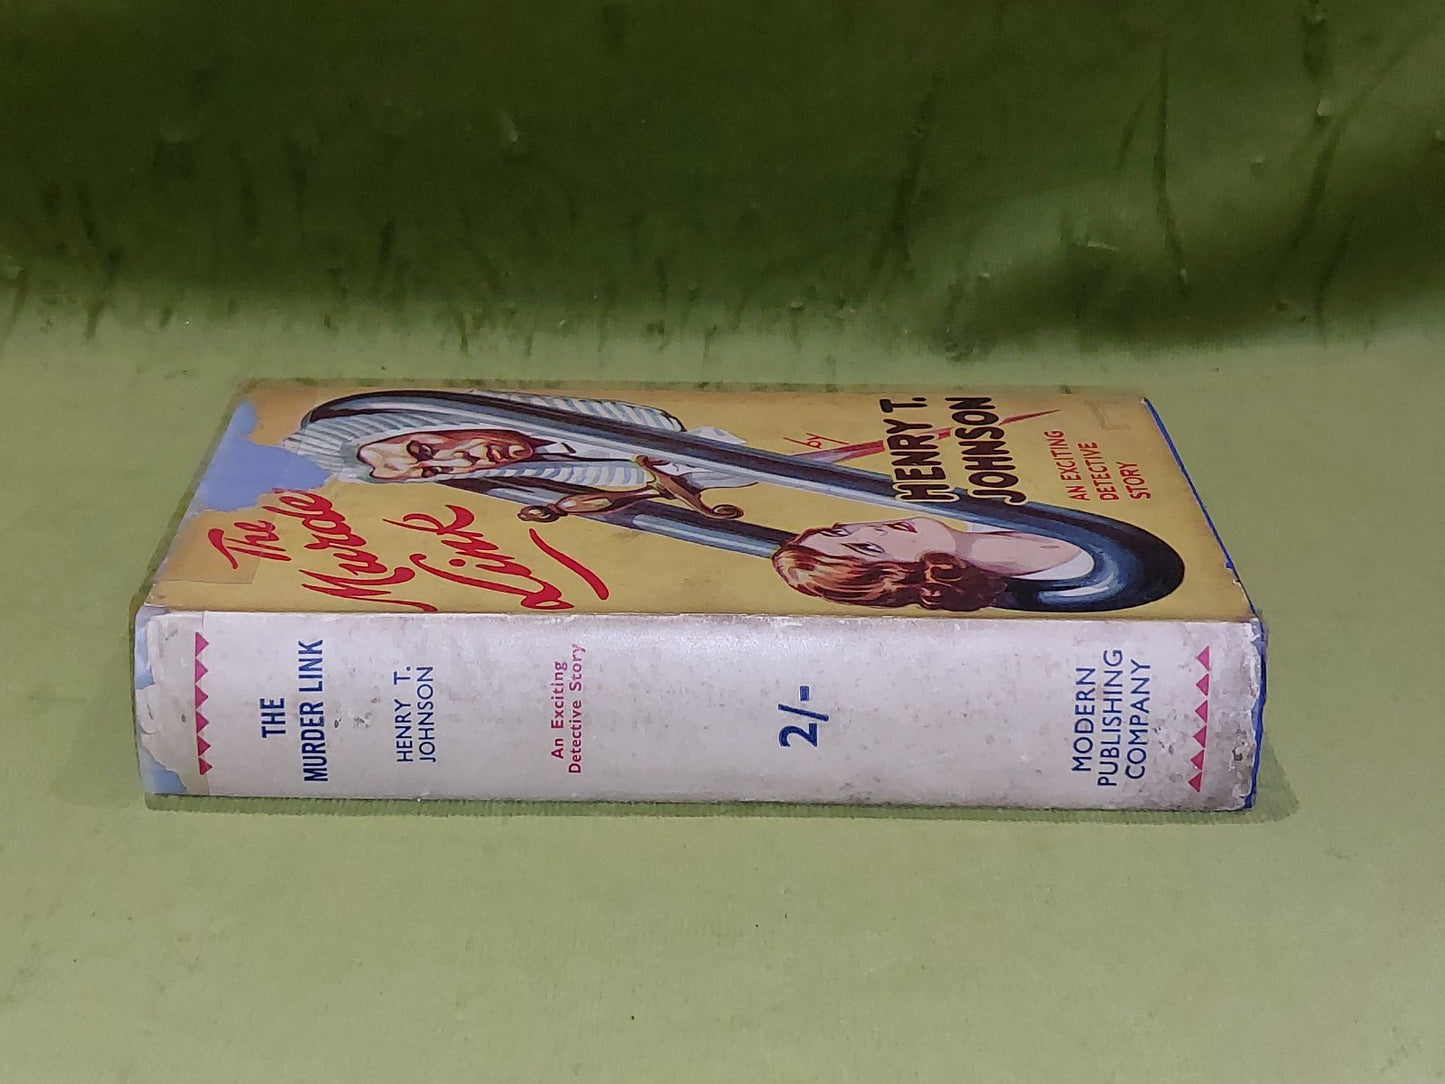 The
Murder
Link
by
HENRY T.
JOHNSON
AN EXCITING
DETECTIVE
STORY
THE
MURDER LINK
HENRY T.
JOHNSON
An Exciting
Detective Story
2/-
MODERN
PUBLISHING
COMPANY